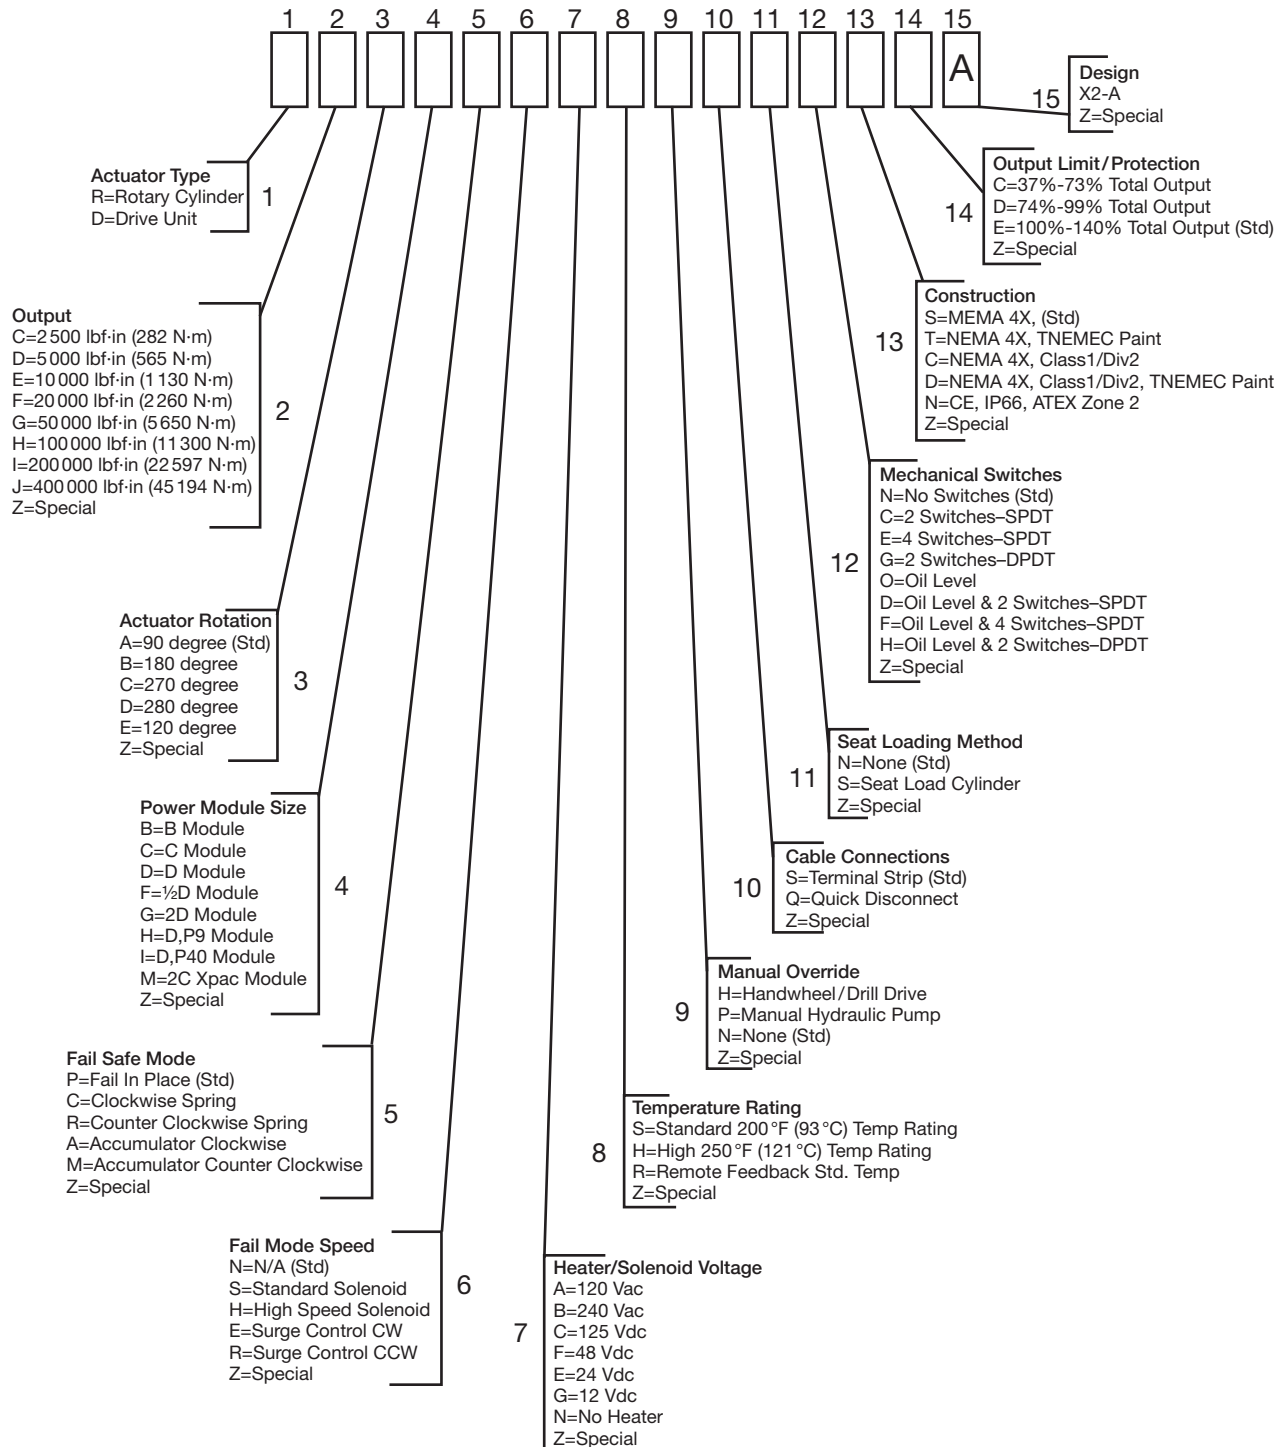 1 2 3 4 5 6 7 8 9 10 11 12 13 14 15
A
15
Design
X2-A
Z=Special
Actuator Type
R=Rotary Cylinder
D=Drive Unit
1
Output Limit/Protection
C=37%-73% Total Output
D=74%-99% Total Output
E=100%-140% Total Output (Std)
Z=Special
14
Output
C=2 500 lbf·in (282 N·m)
D=5 000 lbf·in (565 N·m)
E=10 000 lbf·in (1 130 N·m)
F=20 000 lbf·in (2 260 N·m)
G=50 000 lbf·in (5 650 N·m)
H=100 000 lbf·in (11 300 N·m)
I=200 000 lbf·in (22 597 N·m)
J=400 000 lbf·in (45 194 N·m)
Z=Special
2
Construction
S=MEMA 4X, (Std)
T=NEMA 4X, TNEMEC Paint
C=NEMA 4X, Class1/Div2
D=NEMA 4X, Class1/Div2, TNEMEC Paint
N=CE, IP66, ATEX Zone 2
Z=Special
13
Mechanical Switches
N=No Switches (Std)
C=2 Switches–SPDT
E=4 Switches–SPDT
G=2 Switches–DPDT
O=Oil Level
D=Oil Level & 2 Switches–SPDT
F=Oil Level & 4 Switches–SPDT
H=Oil Level & 2 Switches–DPDT
Z=Special
12
Actuator Rotation
A=90 degree (Std)
B=180 degree
C=270 degree
D=280 degree
E=120 degree
Z=Special
3
Seat Loading Method
N=None (Std)
S=Seat Load Cylinder
Z=Special
11
Power Module Size
B=B Module
C=C Module
D=D Module
F=½D Module
G=2D Module
H=D,P9 Module
I=D,P40 Module
M=2C Xpac Module
Z=Special
4
Cable Connections
S=Terminal Strip (Std)
Q=Quick Disconnect
Z=Special
10
Manual Override
H=Handwheel/Drill Drive
P=Manual Hydraulic Pump
N=None (Std)
Z=Special
9
Fail Safe Mode
P=Fail In Place (Std)
C=Clockwise Spring
R=Counter Clockwise Spring
A=Accumulator Clockwise
M=Accumulator Counter Clockwise
Z=Special
5
Temperature Rating
S=Standard 200 °F (93 °C) Temp Rating
H=High 250 °F (121 °C) Temp Rating
R=Remote Feedback Std. Temp
Z=Special
8
Fail Mode Speed
N=N/A (Std)
S=Standard Solenoid
H=High Speed Solenoid
E=Surge Control CW
R=Surge Control CCW
Z=Special
6
Heater/Solenoid Voltage
A=120 Vac
B=240 Vac
C=125 Vdc
F=48 Vdc
E=24 Vdc
G=12 Vdc
N=No Heater
Z=Special
7